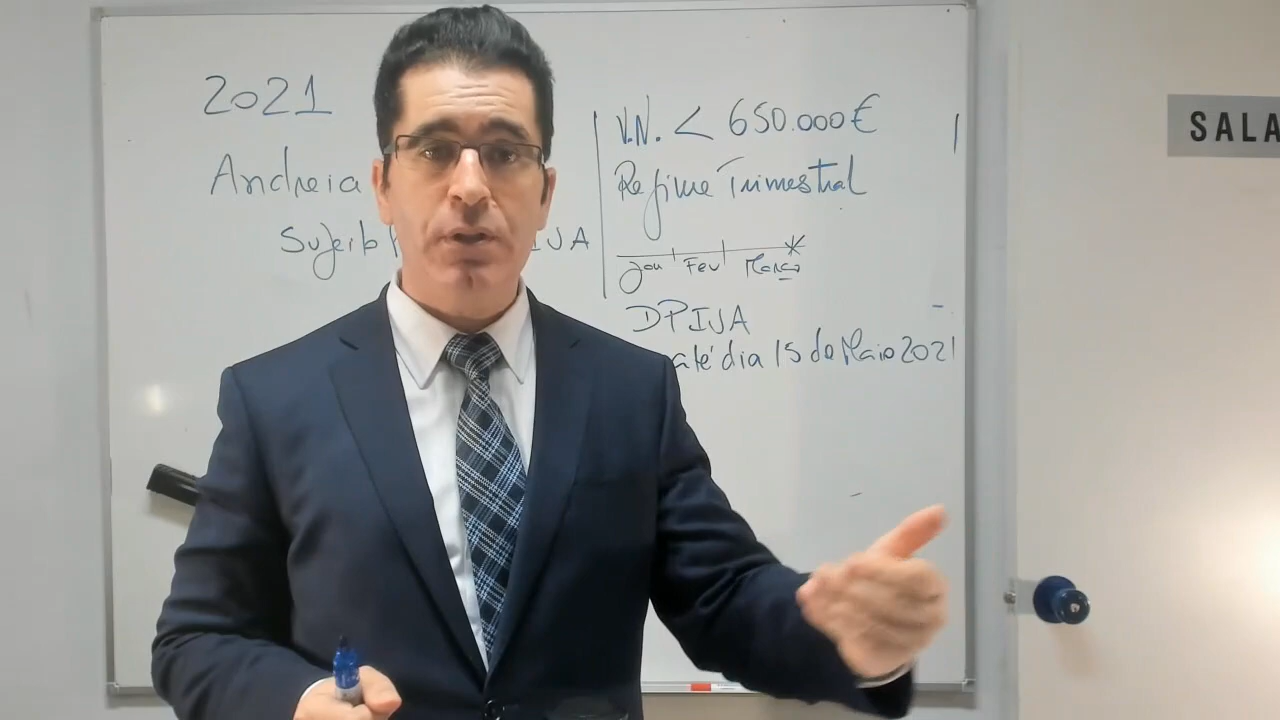 2021
Andreia
Sujeito
IVA
V.N. < 650.000€
Regime Trimestral
Jan Fev Março
DPIVA
até dia 15 de Maio 2021
SALA